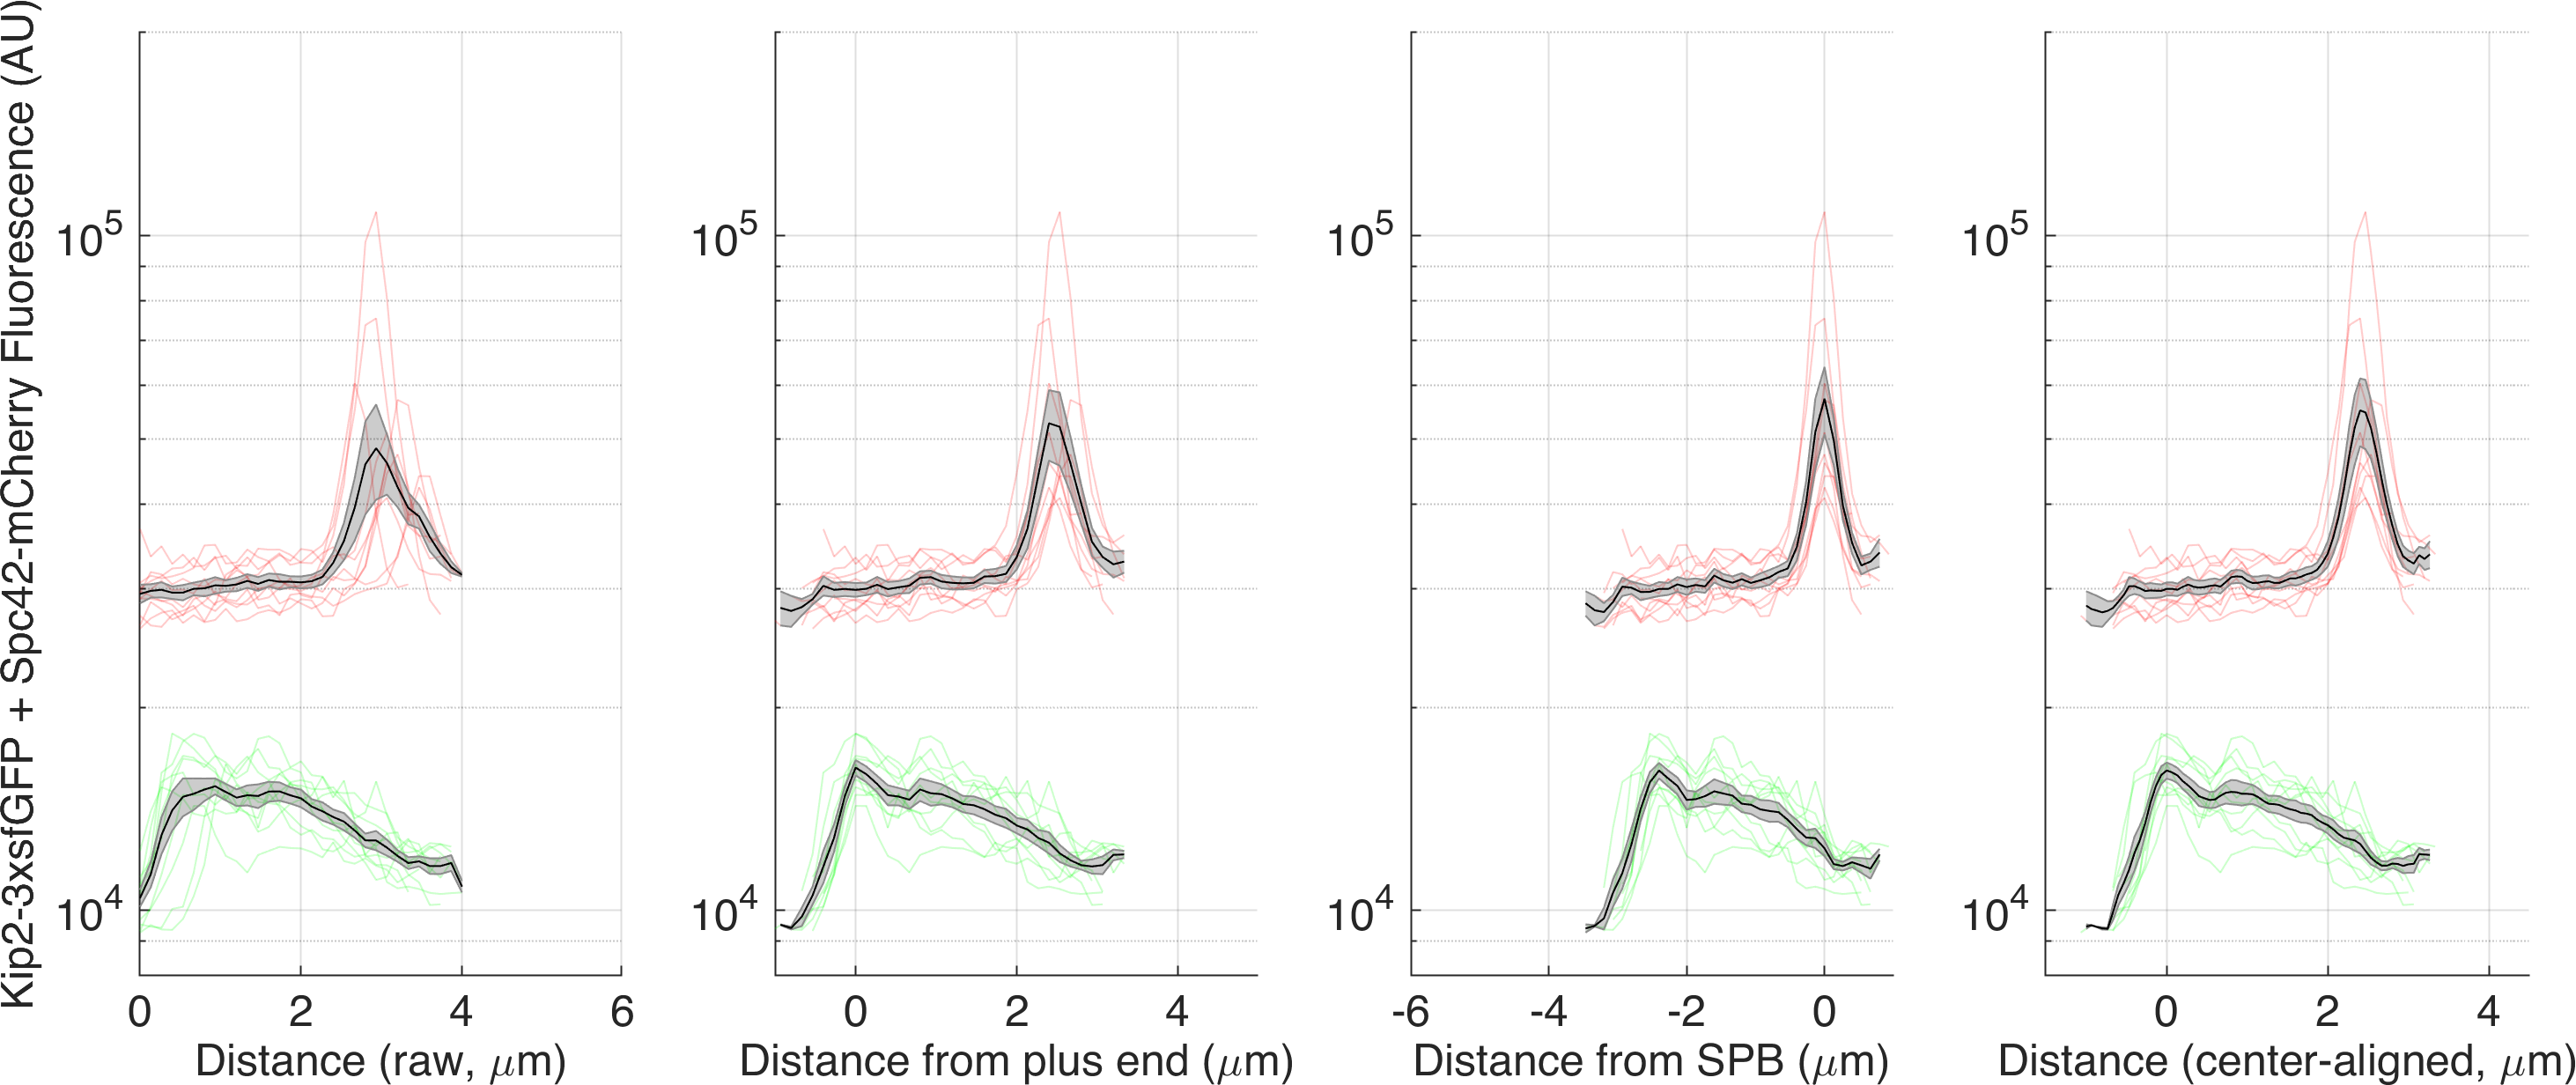 Kip2-3xsfGFP + Spc42-mCherry Fluorescence (AU)
10^5
10^4
0 2 4 6
Distance (raw, μm)
10^5
10^4
0 2 4
Distance from plus end (μm)
10^5
10^4
-6 -4 -2 0
Distance from SPB (μm)
10^5
10^4
0 2 4
Distance (center-aligned, μm)